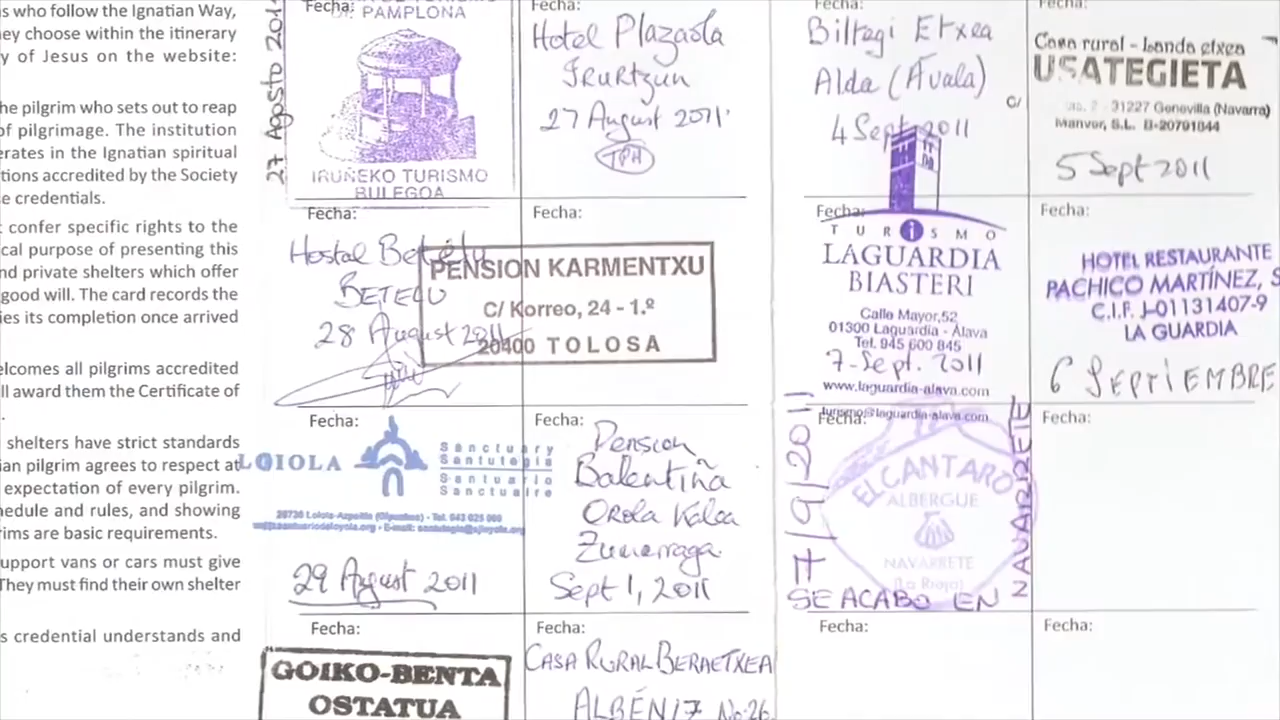 s who follow the Ignatian Way,
ey choose within the itinerary
y of Jesus on the website:
he pilgrim who sets out to reap
of pilgrimage. The institution
erates in the Ignatian spiritual
tions accredited by the Society
e credentials.
t confer specific rights to the
cal purpose of presenting this
nd private shelters which offer
good will. The card records the
ies its completion once arrived
elcomes all pilgrims accredited
ll award them the Certificate of
shelters have strict standards
ian pilgrim agrees to respect at
expectation of every pilgrim.
hedule and rules, and showing
rims are basic requirements.
upport vans or cars must give
They must find their own shelter
s credential understands and
Fecha:
PAMPLONA
27 AGOSTO 2011
IRUÑEKO TURISMO
BULEGOA
Fecha:
Hotel Plazaola
Irurtzun
27 August 2011
Fecha:
Biltegi Etxea
Alda (Ávala)
4 Sept 2011
Fecha:
C/
Casa rural - Landa etxea
USATEGIETA
31227 Genevilla (Navarra)
Manver, S.L. B-20791844
5 Sept 2011
Fecha:
Hostal Betelu
BETELU
28 August 2011
Fecha:
PENSION KARMENTXU
C/ Korreo, 24 - 1.º
20400 TOLOSA
Fecha:
TURiSMO
LAGUARDIA
BIASTERI
Calle Mayor,52
01300 Laguardia - Álava
Tel. 945 600 845
7-Sept. 2011
www.laguardia-alava.com
turismo@laguardia-alava.com
Fecha:
HOTEL RESTAURANTE
PACHICO MARTÍNEZ, S
C.I.F. J-01131407-9
LA GUARDIA
6 SEPTIEMBRE
Fecha:
LOIOLA
Sanctuary
Santutegia
Santuario
Sanctuaire
20730 Loiola-Azpeitia (Gipuzkoa) - Tel. 943 025 000
29 August 2011
Fecha:
Pension
Balentiña
Orola Kalea
Zumarraga
Sept 1, 2011
Fecha:
7/9/2011
EL CANTARO
ALBERGUE
NAVARRETE
(La Rioja)
SE ACABO EN
NAVARRETE
Fecha:
Fecha:
GOIKO-BENTA
OSTATUA
Fecha:
CASA RURAL BERAETXEA
ALBÉNIZ No. 26
Fecha:
Fecha: